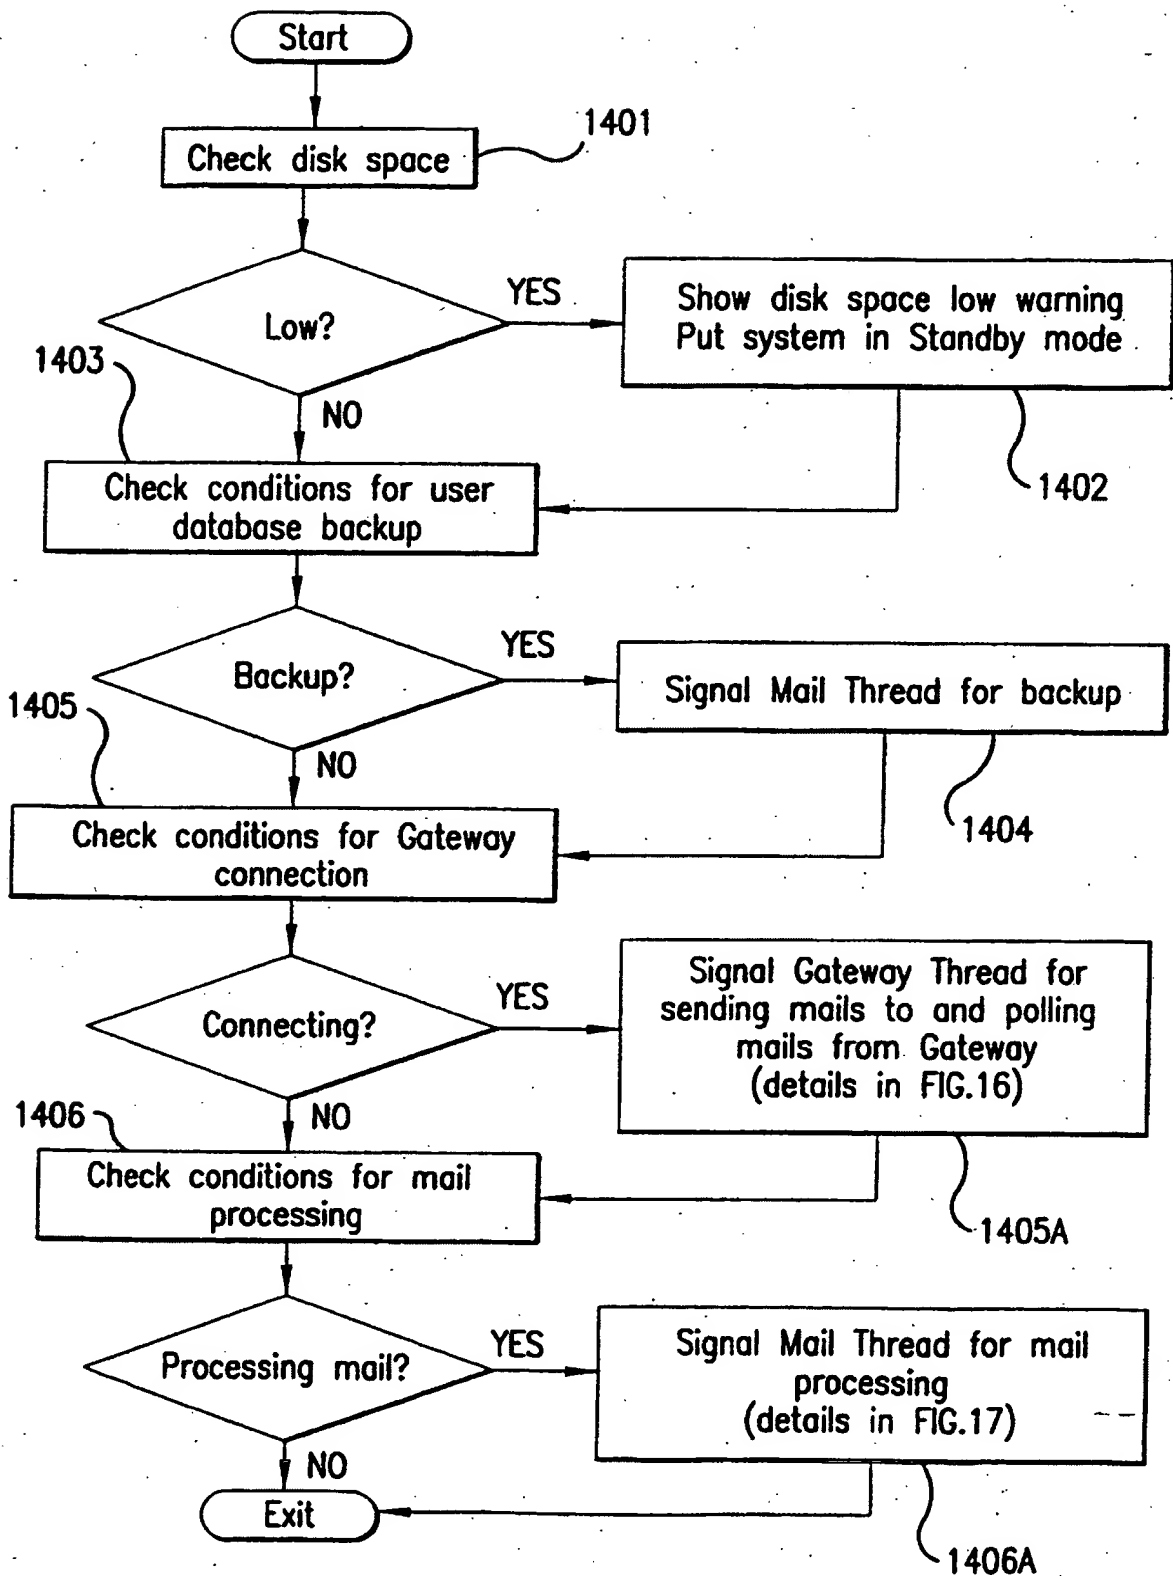 Start
1401
Check disk space
YES
Low?
Show disk space low warning
Put system in Standby mode
1403
NO
1402
Check conditions for user
database backup
YES
Backup?
Signal Mail Thread for backup
1405
NO
1404
Check conditions for Gateway
connection
YES
Connecting?
Signal Gateway Thread for
sending mails to and polling
mails from Gateway
(details in FIG.16)
1406
NO
Check conditions for mail
processing
1405A
YES
Processing mail?
Signal Mail Thread for mail
processing
(details in FIG.17)
NO
Exit
1406A